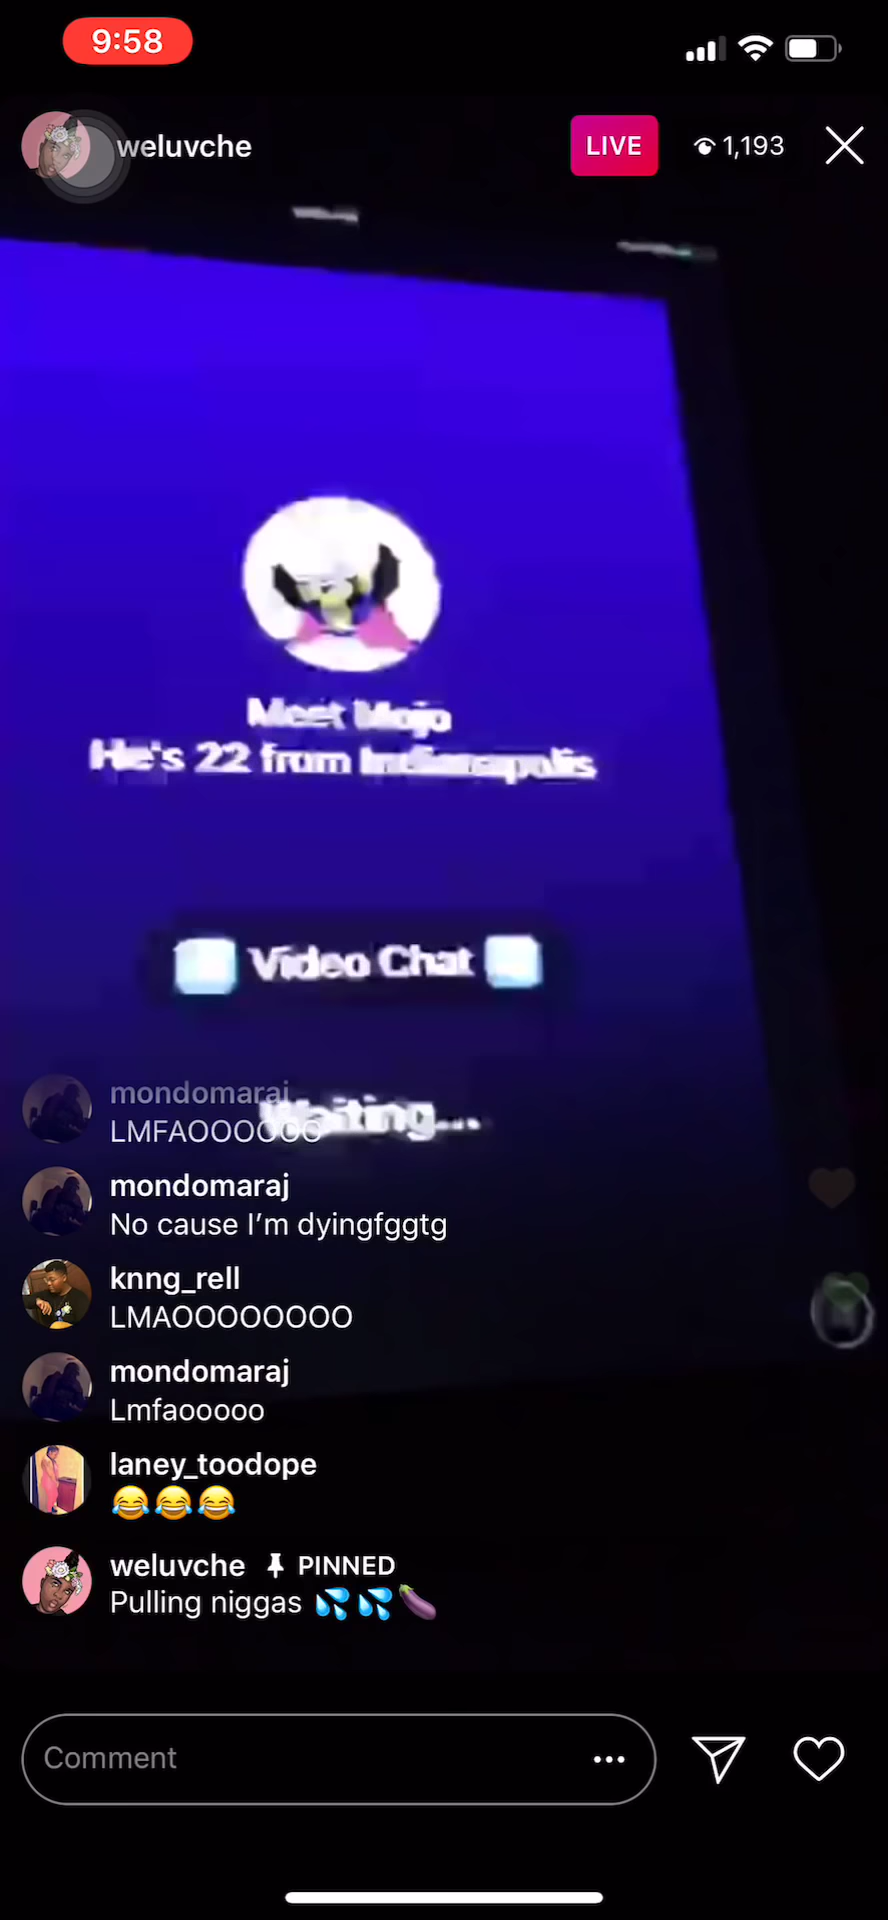 9:58
weluvche
LIVE
1,193
Meet Mojo
He's 22 from Indianapolis
Video Chat
Waiting...
mondomaraj
LMFAOOOOOO
mondomaraj
No cause I'm dyingfggtg
knng_rell
LMAOOOOOOOO
mondomaraj
Lmfaooooo
laney_toodope
😂😂😂
weluvche PINNED
Pulling niggas 💦💦🍆
Comment